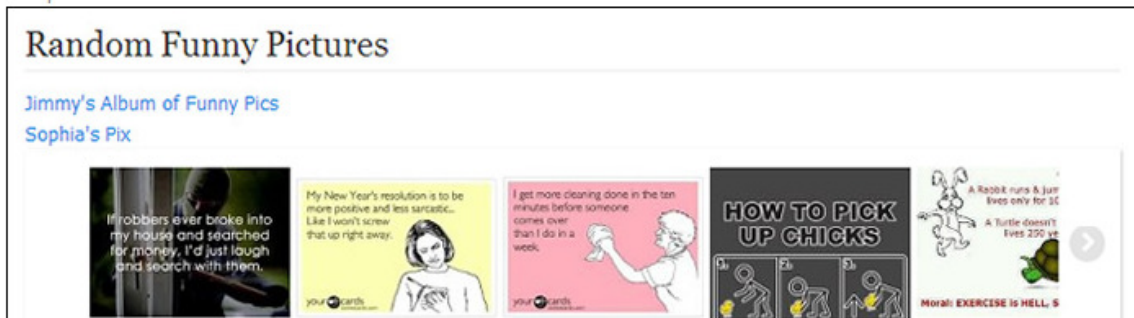 Random Funny Pictures
Jimmy's Album of Funny Pics
Sophia's Pix
If robbers ever broke into
my house and searched
for money, I'd just laugh
and search with them.
My New Year's resolution is to be
more positive and less sarcastic...
Like I won't screw
that up right away.
your cards
I get more cleaning done in the ten
minutes before someone
comes over
than I do in a
week.
your cards
HOW TO PICK
UP CHICKS
1.
2.
3.
A Rabbit runs & jum
lives only for 10
A Turtle doesn't
lives 250 ye
Moral: EXERCISE is HELL, S